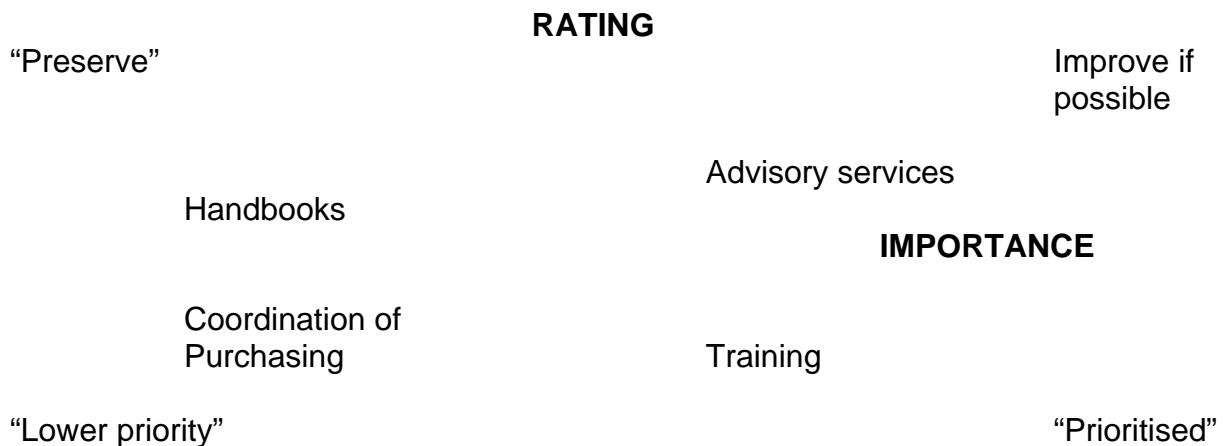 RATING
“Preserve”
Improve if
possible
Advisory services
Handbooks
IMPORTANCE
Coordination of
Purchasing
Training
“Lower priority”
“Prioritised”